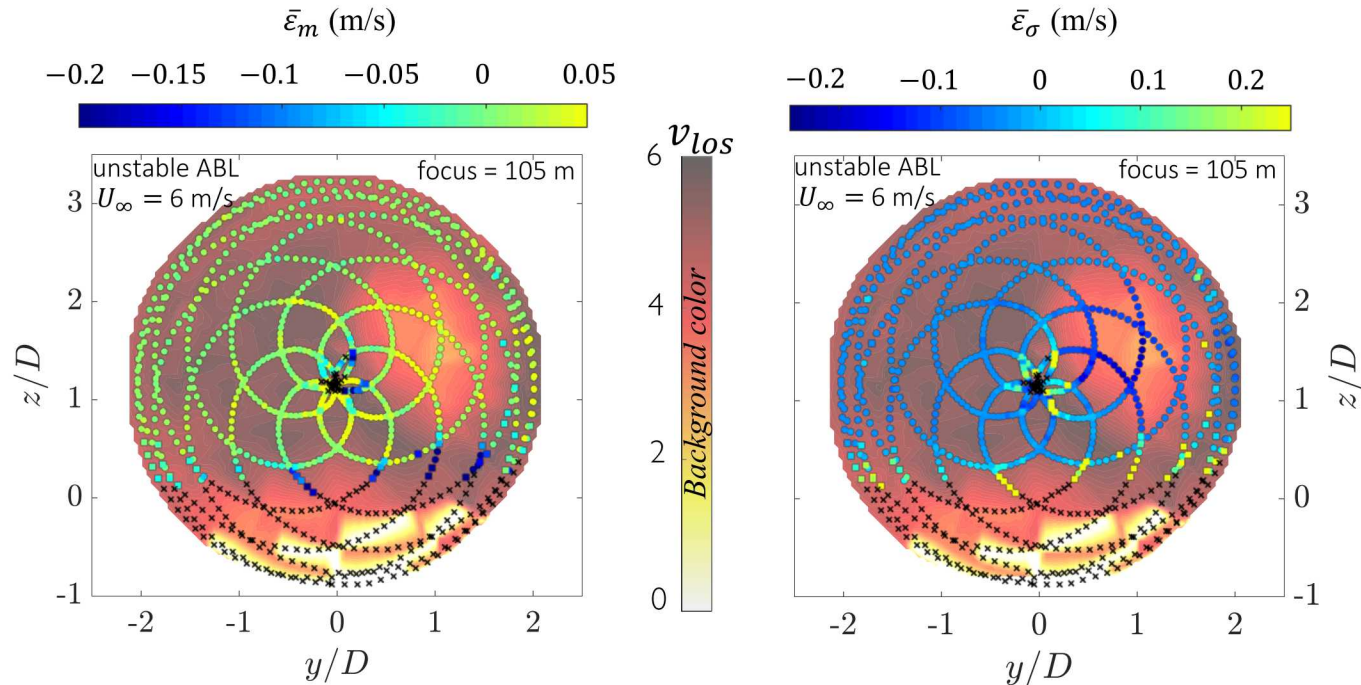 ε̄ₘ (m/s)
−0.2 −0.15 −0.1 −0.05 0 0.05
unstable ABL
focus = 105 m
U∞ = 6 m/s
3
2
1
0
-1
-2 -1 0 1 2
z/D
y/D
v_los
6
4
2
0
Background color
ε̄_σ (m/s)
−0.2 −0.1 0 0.1 0.2
unstable ABL
focus = 105 m
U∞ = 6 m/s
3
2
1
0
-1
-2 -1 0 1 2
z/D
y/D